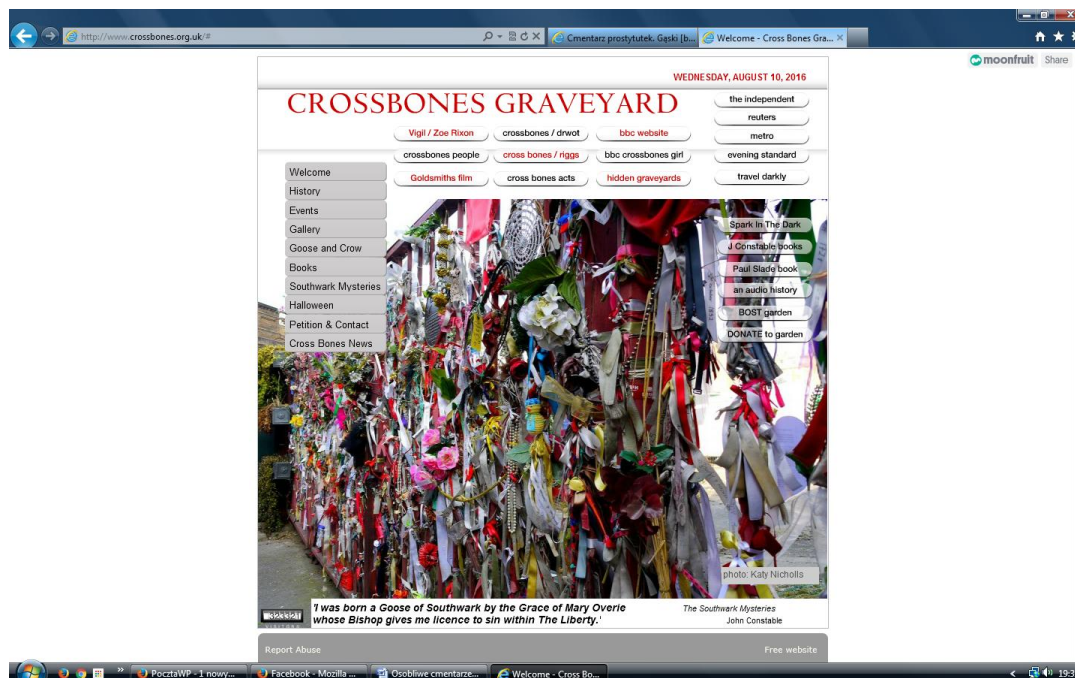 http://www.crossbones.org.uk/#
Cmentarz prostytutek. Gąski [b...
Welcome - Cross Bones Gra...
moonfruit Share
WEDNESDAY, AUGUST 10, 2016
CROSSBONES GRAVEYARD
the independent
reuters
metro
evening standard
travel darkly
Vigil / Zoe Rixon
crossbones / drwot
bbc website
crossbones people
cross bones / riggs
bbc crossbones girl
Goldsmiths film
cross bones acts
hidden graveyards
Welcome
History
Events
Gallery
Goose and Crow
Books
Southwark Mysteries
Halloween
Petition & Contact
Cross Bones News
Spark In The Dark
J Constable books
Paul Slade book
an audio history
BOST garden
DONATE to garden
photo: Katy Nicholls
'I was born a Goose of Southwark by the Grace of Mary Overie
whose Bishop gives me licence to sin within The Liberty.'
The Southwark Mysteries
John Constable
323321
Report Abuse
Free website
PocztaWP - 1 nowy...
Facebook - Mozilla ...
Osobliwe cmentarze...
Welcome - Cross Bo...
19:3